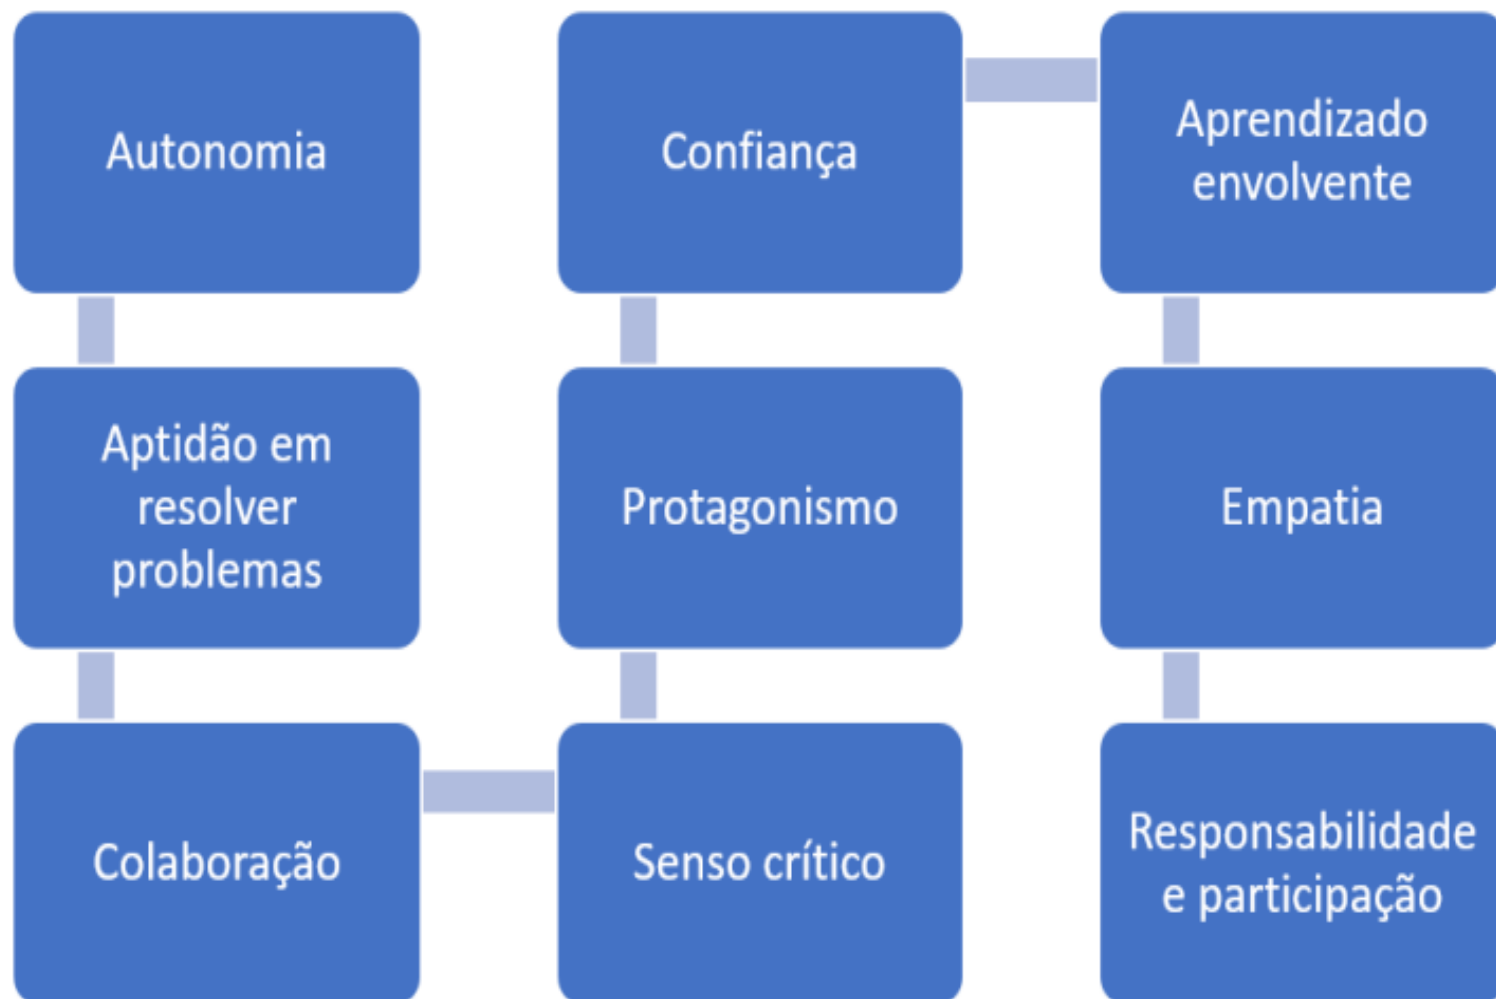 Autonomia
Aptidão em
resolver
problemas
Colaboração
Senso crítico
Protagonismo
Confiança
Aprendizado
envolvente
Empatia
Responsabilidade
e participação